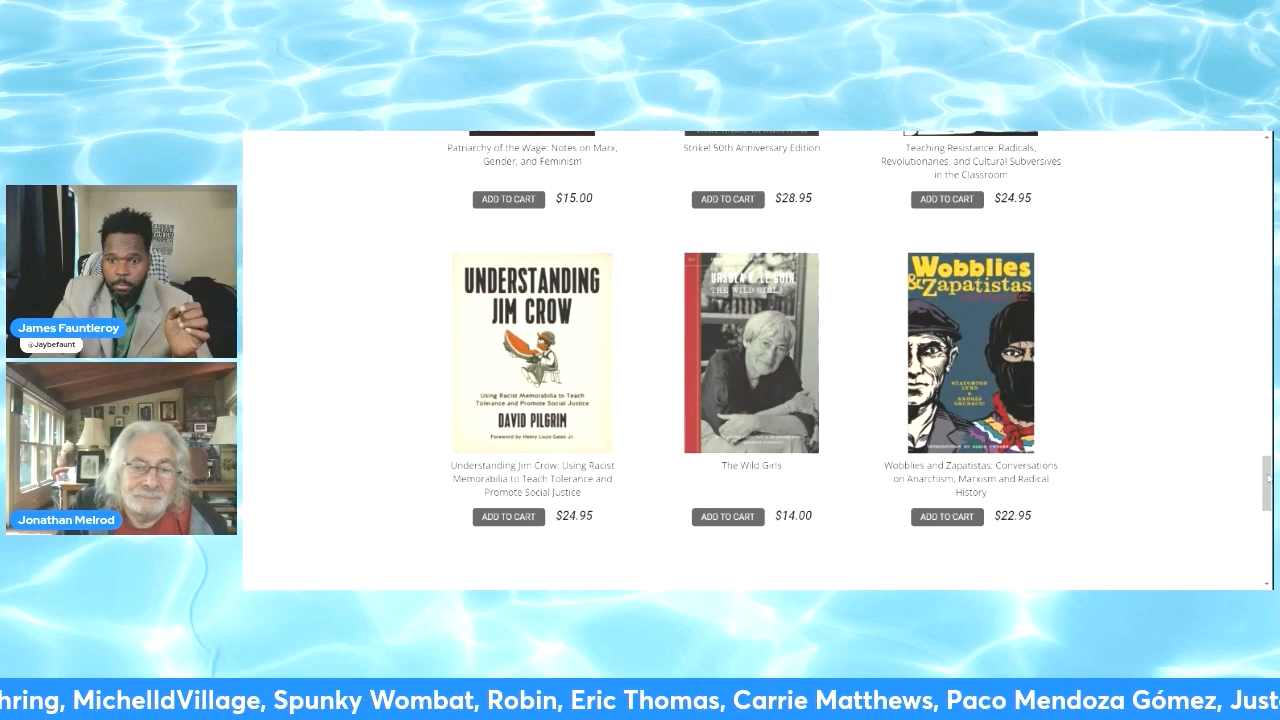 Patriarchy of the Wage: Notes on Marx,
Gender, and Feminism
ADD TO CART $15.00
Strike! 50th Anniversary Edition
ADD TO CART $28.95
Teaching Resistance: Radicals,
Revolutionaries, and Cultural Subversives
in the Classroom
ADD TO CART $24.95
James Fauntleroy
@Jaybefaunt
Jonathan Melrod
UNDERSTANDING
JIM CROW
Using Racist Memorabilia to Teach
Tolerance and Promote Social Justice
DAVID PILGRIM
Foreword by Henry Louis Gates Jr.
Understanding Jim Crow: Using Racist
Memorabilia to Teach Tolerance and
Promote Social Justice
ADD TO CART $24.95
URSULA K. LE GUIN
THE WILD GIRLS
The Wild Girls
ADD TO CART $14.00
Wobblies
&Zapatistas
STAUGHTON
LYND
&
ANDREJ
GRUBACIC
Wobblies and Zapatistas: Conversations
on Anarchism, Marxism and Radical
History
ADD TO CART $22.95
hring, MichelldVillage, Spunky Wombat, Robin, Eric Thomas, Carrie Matthews, Paco Mendoza Gómez, Just